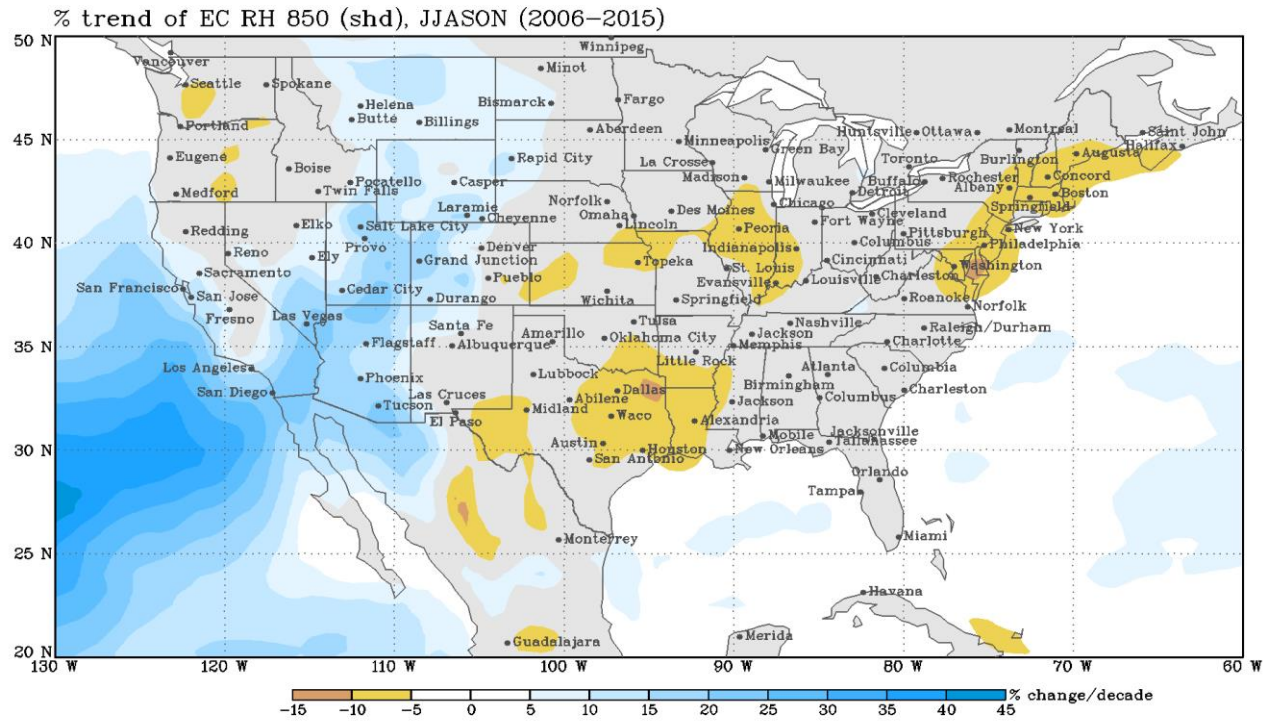 % trend of EC RH 850 (shd), JJASON (2006−2015)
50 N
Winnipeg
Vancouver
Seattle Spokane Minot
Helena Bismarck Fargo
Butte Billings
Portland Aberdeen
45 N
Minneapolis Huntsville Ottawa Montreal Saint John
Green Bay Halifax
Eugene Boise Rapid City La Crosse Toronto Burlington Augusta
Pocatello Casper Madison Milwaukee Buffalo Rochester Concord
Medford Twin Falls Detroit Albany Boston
Norfolk Chicago Springfield
Laramie Omaha Des Moines Cleveland
Redding Elko Salt Lake City Cheyenne Lincoln Peoria Fort Wayne Pittsburgh New York
40 N
Provo Denver Indianapolis Columbus Philadelphia
Reno Ely Grand Junction Topeka Cincinnati Washington
Sacramento Pueblo St. Louis Charleston
San Francisco Cedar City Evansville Louisville
San Jose Durango Wichita Springfield Roanoke Norfolk
Fresno Las Vegas
Santa Fe Amarillo Tulsa Nashville Raleigh/Durham
Flagstaff Albuquerque Oklahoma City Jackson Charlotte
35 N
Memphis
Los Angeles Little Rock Atlanta Columbia
Phoenix Lubbock Birmingham
San Diego Las Cruces Dallas Charleston
Tucson Abilene Jackson Columbus
El Paso Midland Waco Alexandria
Austin Mobile Jacksonville
Tallahassee
30 N
Houston New Orleans
San Antonio Orlando
Tampa
Monterrey Miami
25 N
Havana
Guadalajara Merida
20 N
130 W 120 W 110 W 100 W 90 W 80 W 70 W 60 W
−15 −10 −5 0 5 10 15 20 25 30 35 40 45 % change/decade